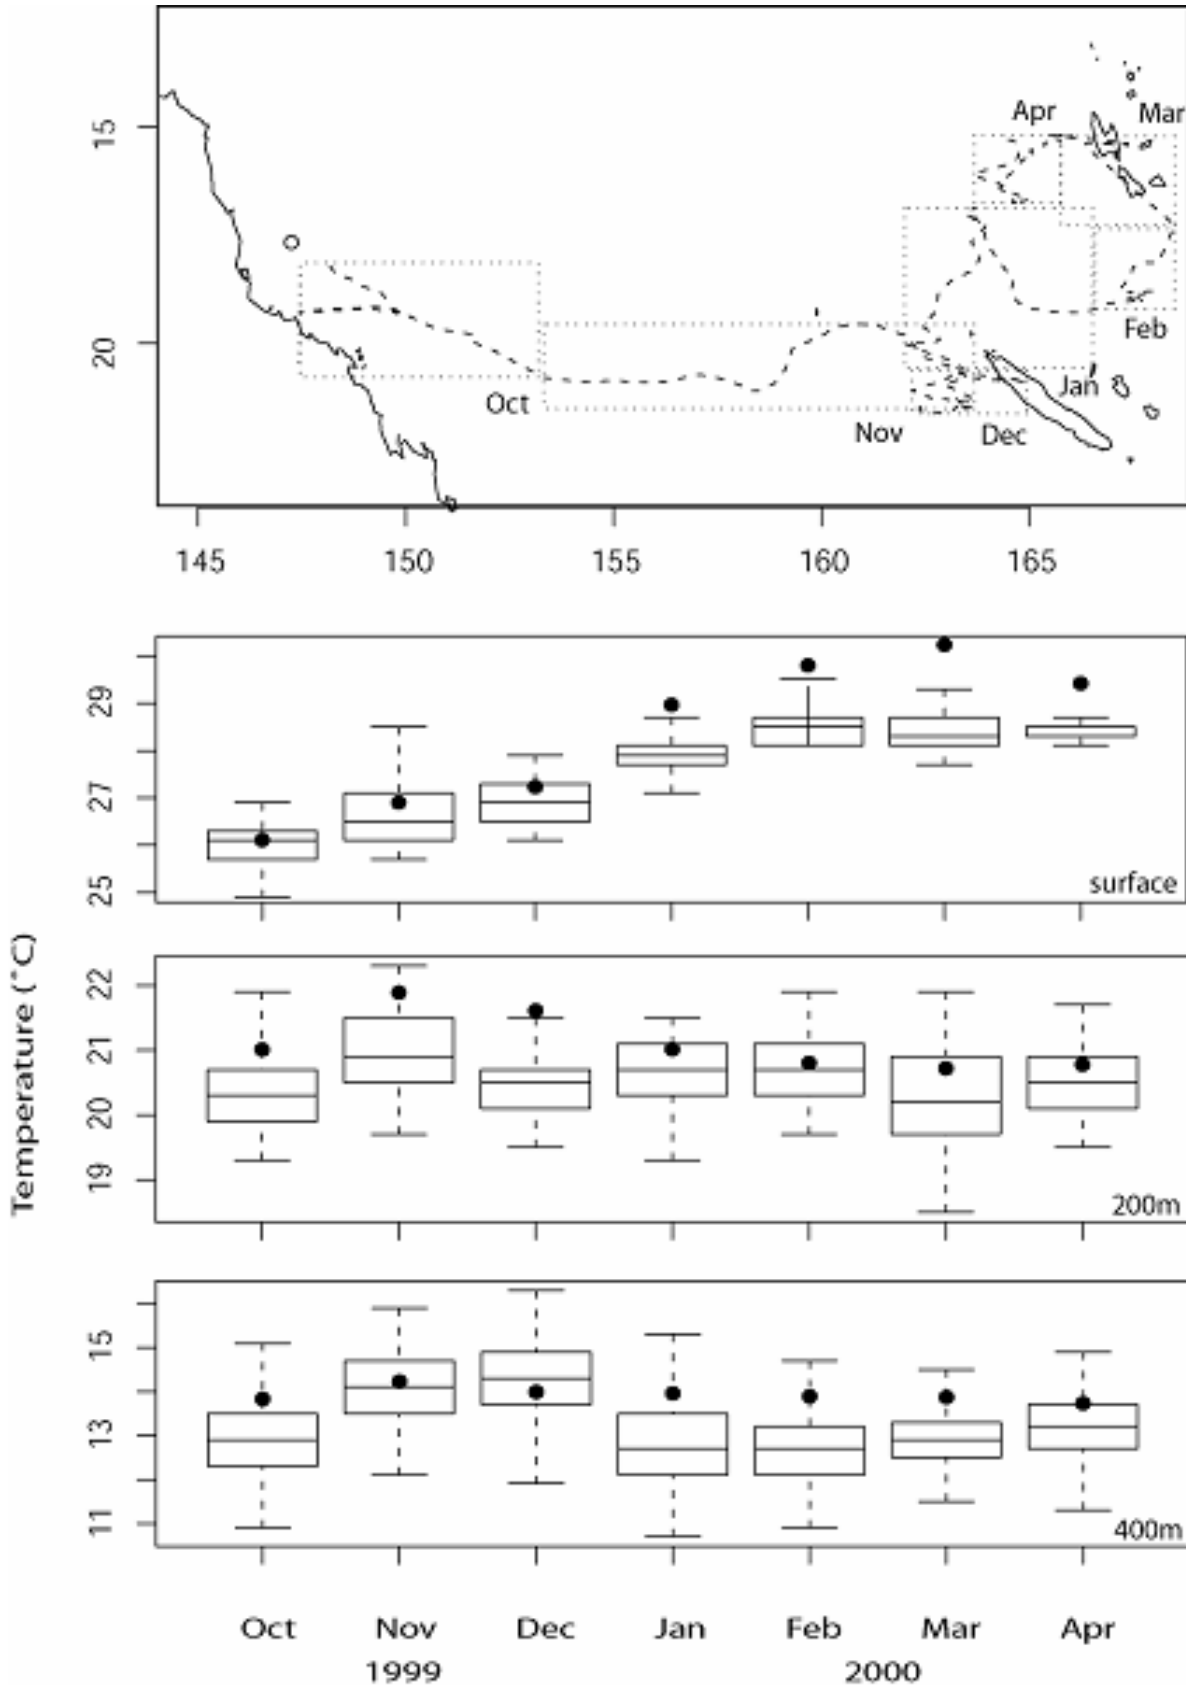 15
Apr
Mar
20
Feb
Jan
Oct
Nov
Dec
145
150
155
160
165
29
27
25
surface
Temperature (˚C)
22
21
20
19
200m
15
13
11
400m
Oct
Nov
Dec
Jan
Feb
Mar
Apr
1999
2000